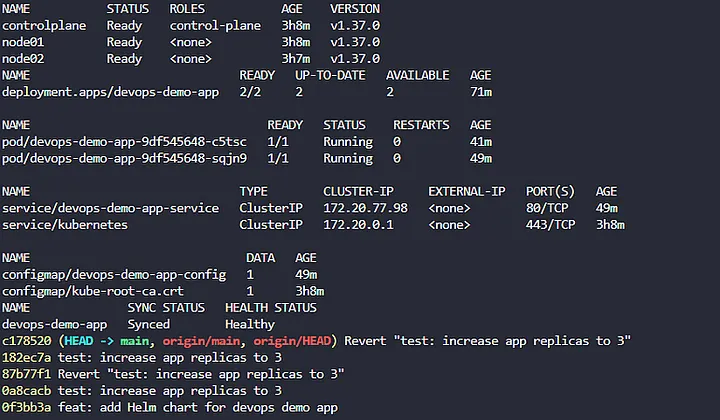 NAME STATUS ROLES AGE VERSION
controlplane Ready control-plane 3h8m v1.37.0
node01 Ready <none> 3h8m v1.37.0
node02 Ready <none> 3h7m v1.37.0
NAME READY UP-TO-DATE AVAILABLE AGE
deployment.apps/devops-demo-app 2/2 2 2 71m
NAME READY STATUS RESTARTS AGE
pod/devops-demo-app-9df545648-c5tsc 1/1 Running 0 41m
pod/devops-demo-app-9df545648-sqjn9 1/1 Running 0 49m
NAME TYPE CLUSTER-IP EXTERNAL-IP PORT(S) AGE
service/devops-demo-app-service ClusterIP 172.20.77.98 <none> 80/TCP 49m
service/kubernetes ClusterIP 172.20.0.1 <none> 443/TCP 3h8m
NAME DATA AGE
configmap/devops-demo-app-config 1 49m
configmap/kube-root-ca.crt 1 3h8m
NAME SYNC STATUS HEALTH STATUS
devops-demo-app Synced Healthy
c178520 (HEAD -> main, origin/main, origin/HEAD) Revert "test: increase app replicas to 3"
182ec7a test: increase app replicas to 3
87b77f1 Revert "test: increase app replicas to 3"
0a8cacb test: increase app replicas to 3
0f3bb3a feat: add Helm chart for devops demo app